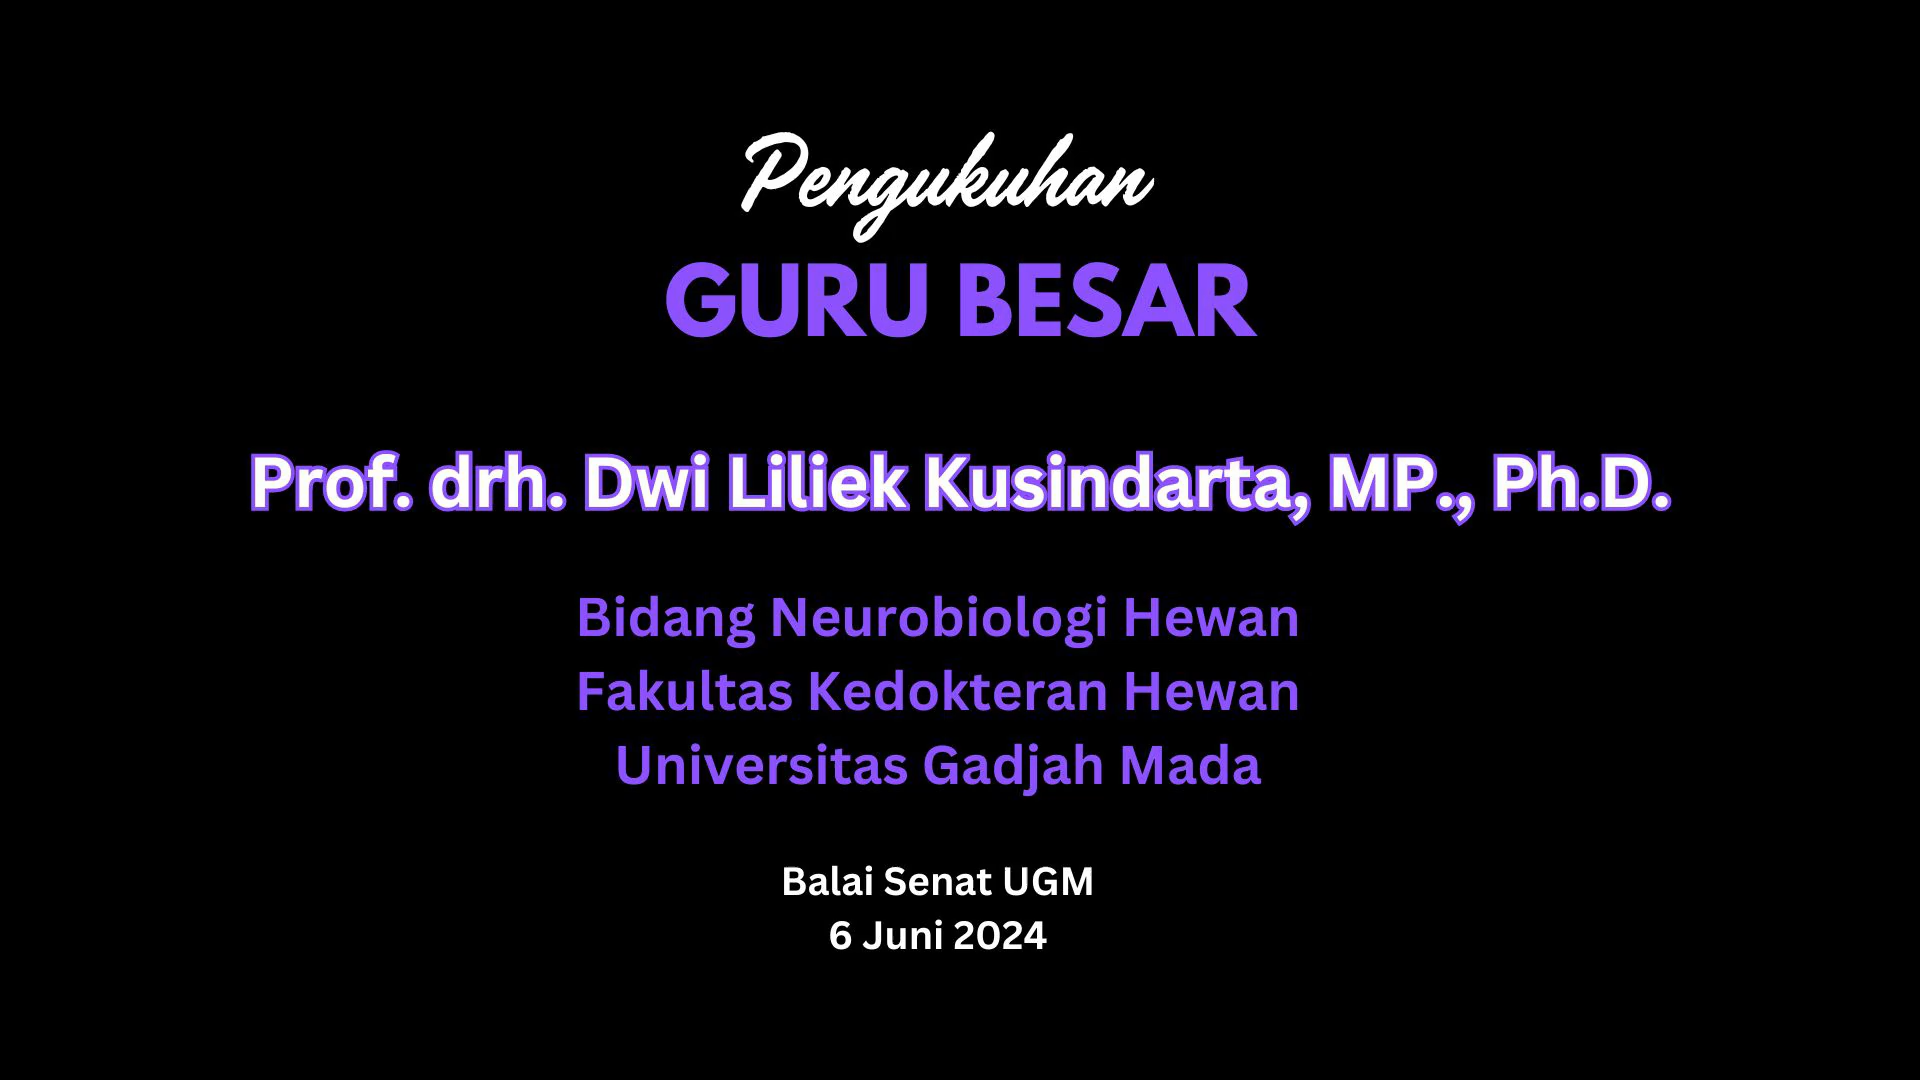 Pengukuhan
GURU BESAR
Prof. drh. Dwi Liliek Kusindarta, MP., Ph.D.
Bidang Neurobiologi Hewan
Fakultas Kedokteran Hewan
Universitas Gadjah Mada
Balai Senat UGM
6 Juni 2024